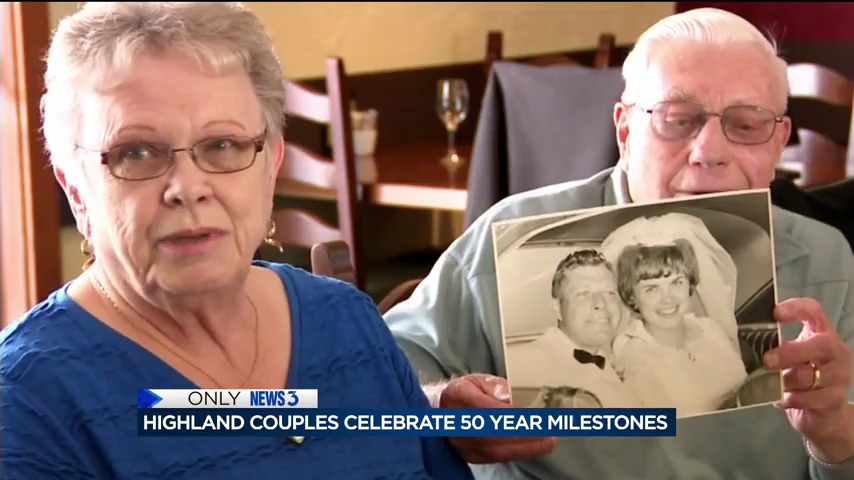 ONLY NEWS 3
HIGHLAND COUPLES CELEBRATE 50 YEAR MILESTONES